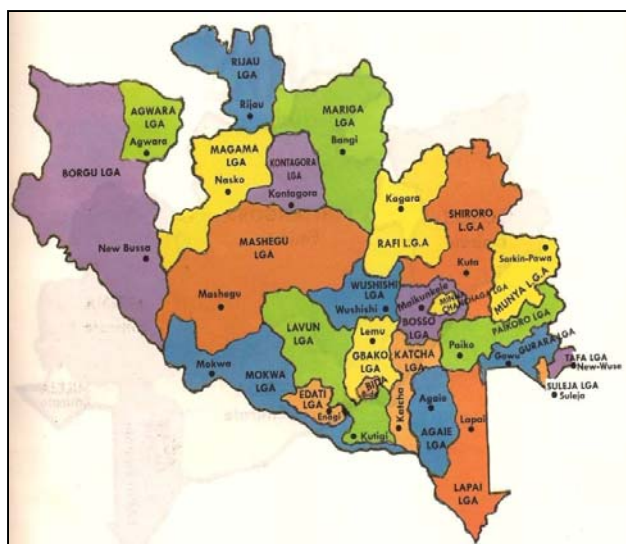 RIJAU
LGA
Rijau
AGWARA
LGA
Agwara
MARIGA
LGA
Bangi
MAGAMA
LGA
Nasko
KONTAGORA
LGA
Kontagora
BORGU LGA
New Bussa
Kagara
RAFI L.G.A
SHIRORO
L.G.A
Kuta
Sarkin-Pawa
MUNYA L.G.A
MASHEGU
LGA
Mashegu
WUSHISHI
LGA
Wushishi
Maikunkele
BOSSO
LGA
MINNA
CHANCHAGA LGA
PAIKORO LGA
Paiko
GURARA LGA
Gawu
TAFA LGA
New-Wuse
SULEJA LGA
Suleja
LAVUN
LGA
Lemu
GBAKO
LGA
KATCHA
LGA
Katcha
BIDA
Mokwa
MOKWA
LGA
EDATI
LGA
Enagi
Kutigi
Agaie
AGAIE
LGA
Lapai
LAPAI
LGA